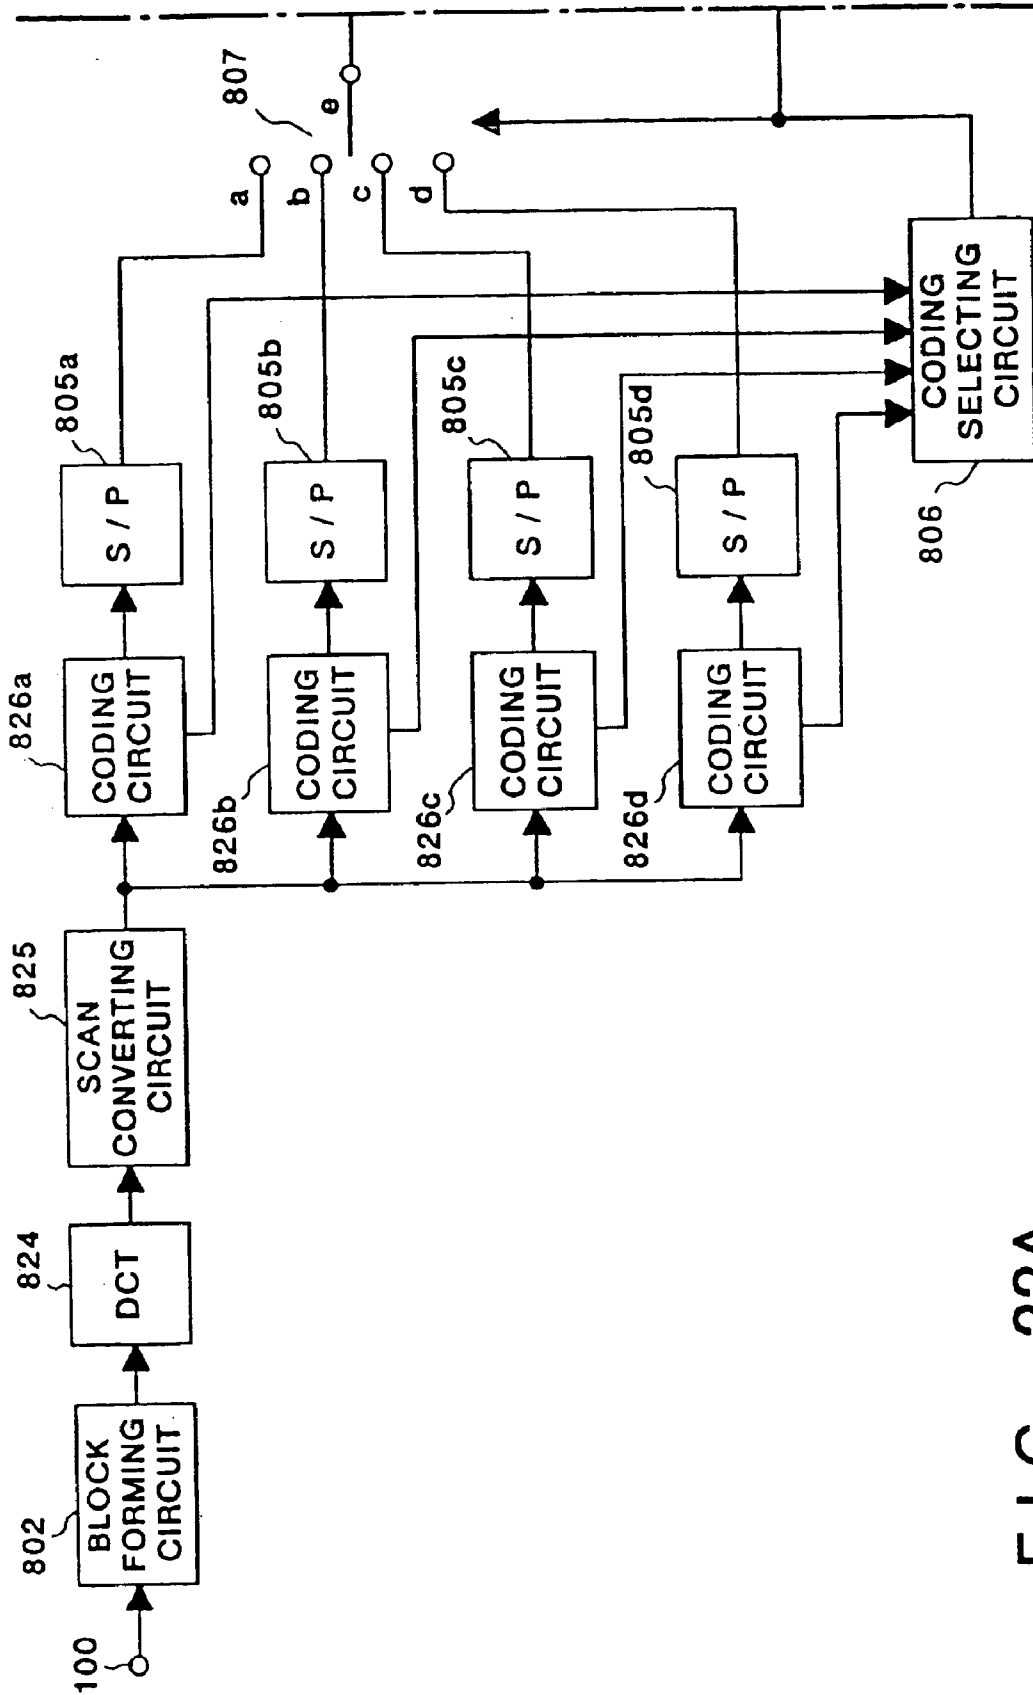 100
802
BLOCK
FORMING
CIRCUIT
824
DCT
825
SCAN
CONVERTING
CIRCUIT
826a
CODING
CIRCUIT
805a
S / P
826b
CODING
CIRCUIT
805b
S / P
826c
CODING
CIRCUIT
805c
S / P
826d
CODING
CIRCUIT
805d
S / P
a
b
c
d
e
807
806
CODING
SELECTING
CIRCUIT